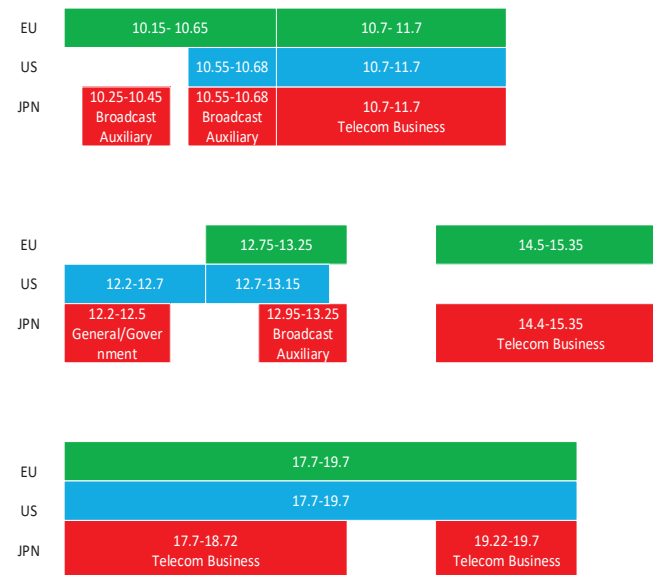 EU
10.15- 10.65
10.7- 11.7
US
10.55-10.68
10.7-11.7
JPN
10.25-10.45
Broadcast
Auxiliary
10.55-10.68
Broadcast
Auxiliary
10.7-11.7
Telecom Business
EU
12.75-13.25
14.5-15.35
US
12.2-12.7
12.7-13.15
JPN
12.2-12.5
General/Gover
nment
12.95-13.25
Broadcast
Auxiliary
14.4-15.35
Telecom Business
EU
17.7-19.7
US
17.7-19.7
JPN
17.7-18.72
Telecom Business
19.22-19.7
Telecom Business